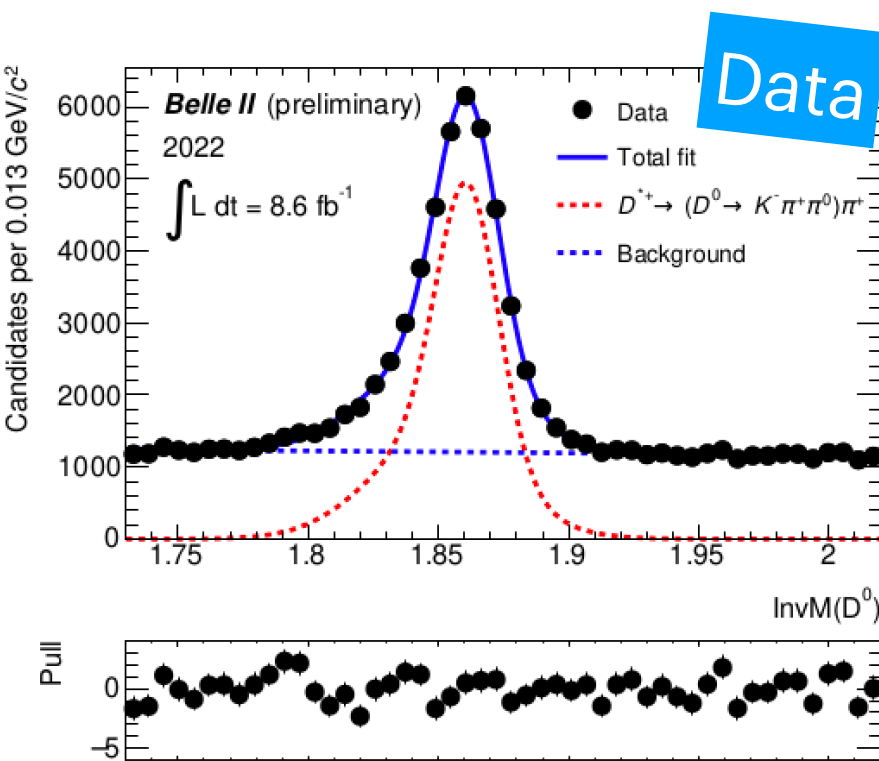 Data
Belle II (preliminary)
2022
∫L dt = 8.6 fb⁻¹
Data
Total fit
D*⁺→ (D⁰→ K⁻π⁺π⁰)π⁺
Background
Candidates per 0.013 GeV/c²
6000
5000
4000
3000
2000
1000
0
1.75 1.8 1.85 1.9 1.95 2
InvM(D⁰)
Pull
0
−5